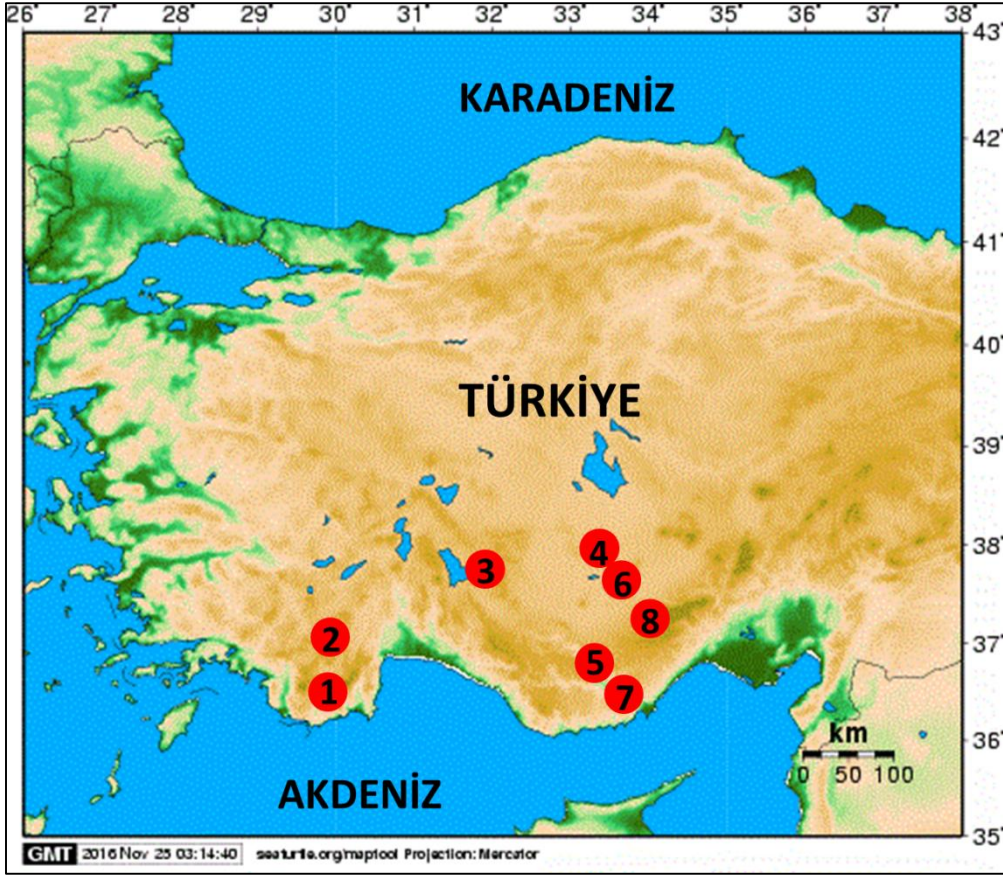 26° 27° 28° 29° 30° 31° 32° 33° 34° 35° 36° 37° 38°
43°
KARADENİZ
42°
41°
40°
TÜRKİYE
39°
38°
4
3
6
8
37°
2
5
1
7
36°
km
0 50 100
AKDENİZ
35°
GMT 2016 Nov 25 03:14:40 seaturtle.org/maptool Projection: Mercator